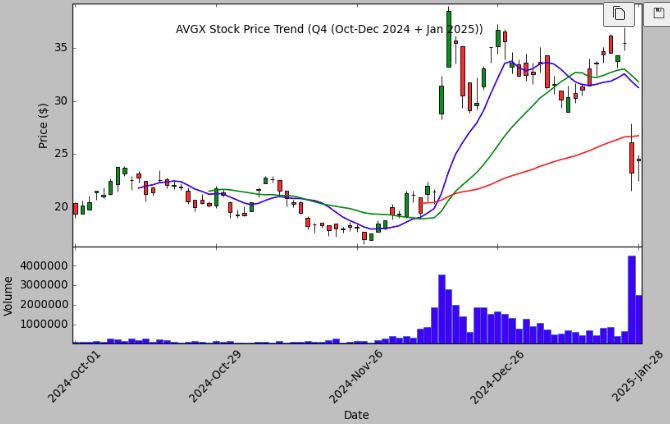 AVGX Stock Price Trend (Q4 (Oct-Dec 2024 + Jan 2025))
Price ($)
35
30
25
20
Volume
4000000
3000000
2000000
1000000
2024-Oct-01
2024-Oct-29
2024-Nov-26
2024-Dec-26
2025-Jan-28
Date